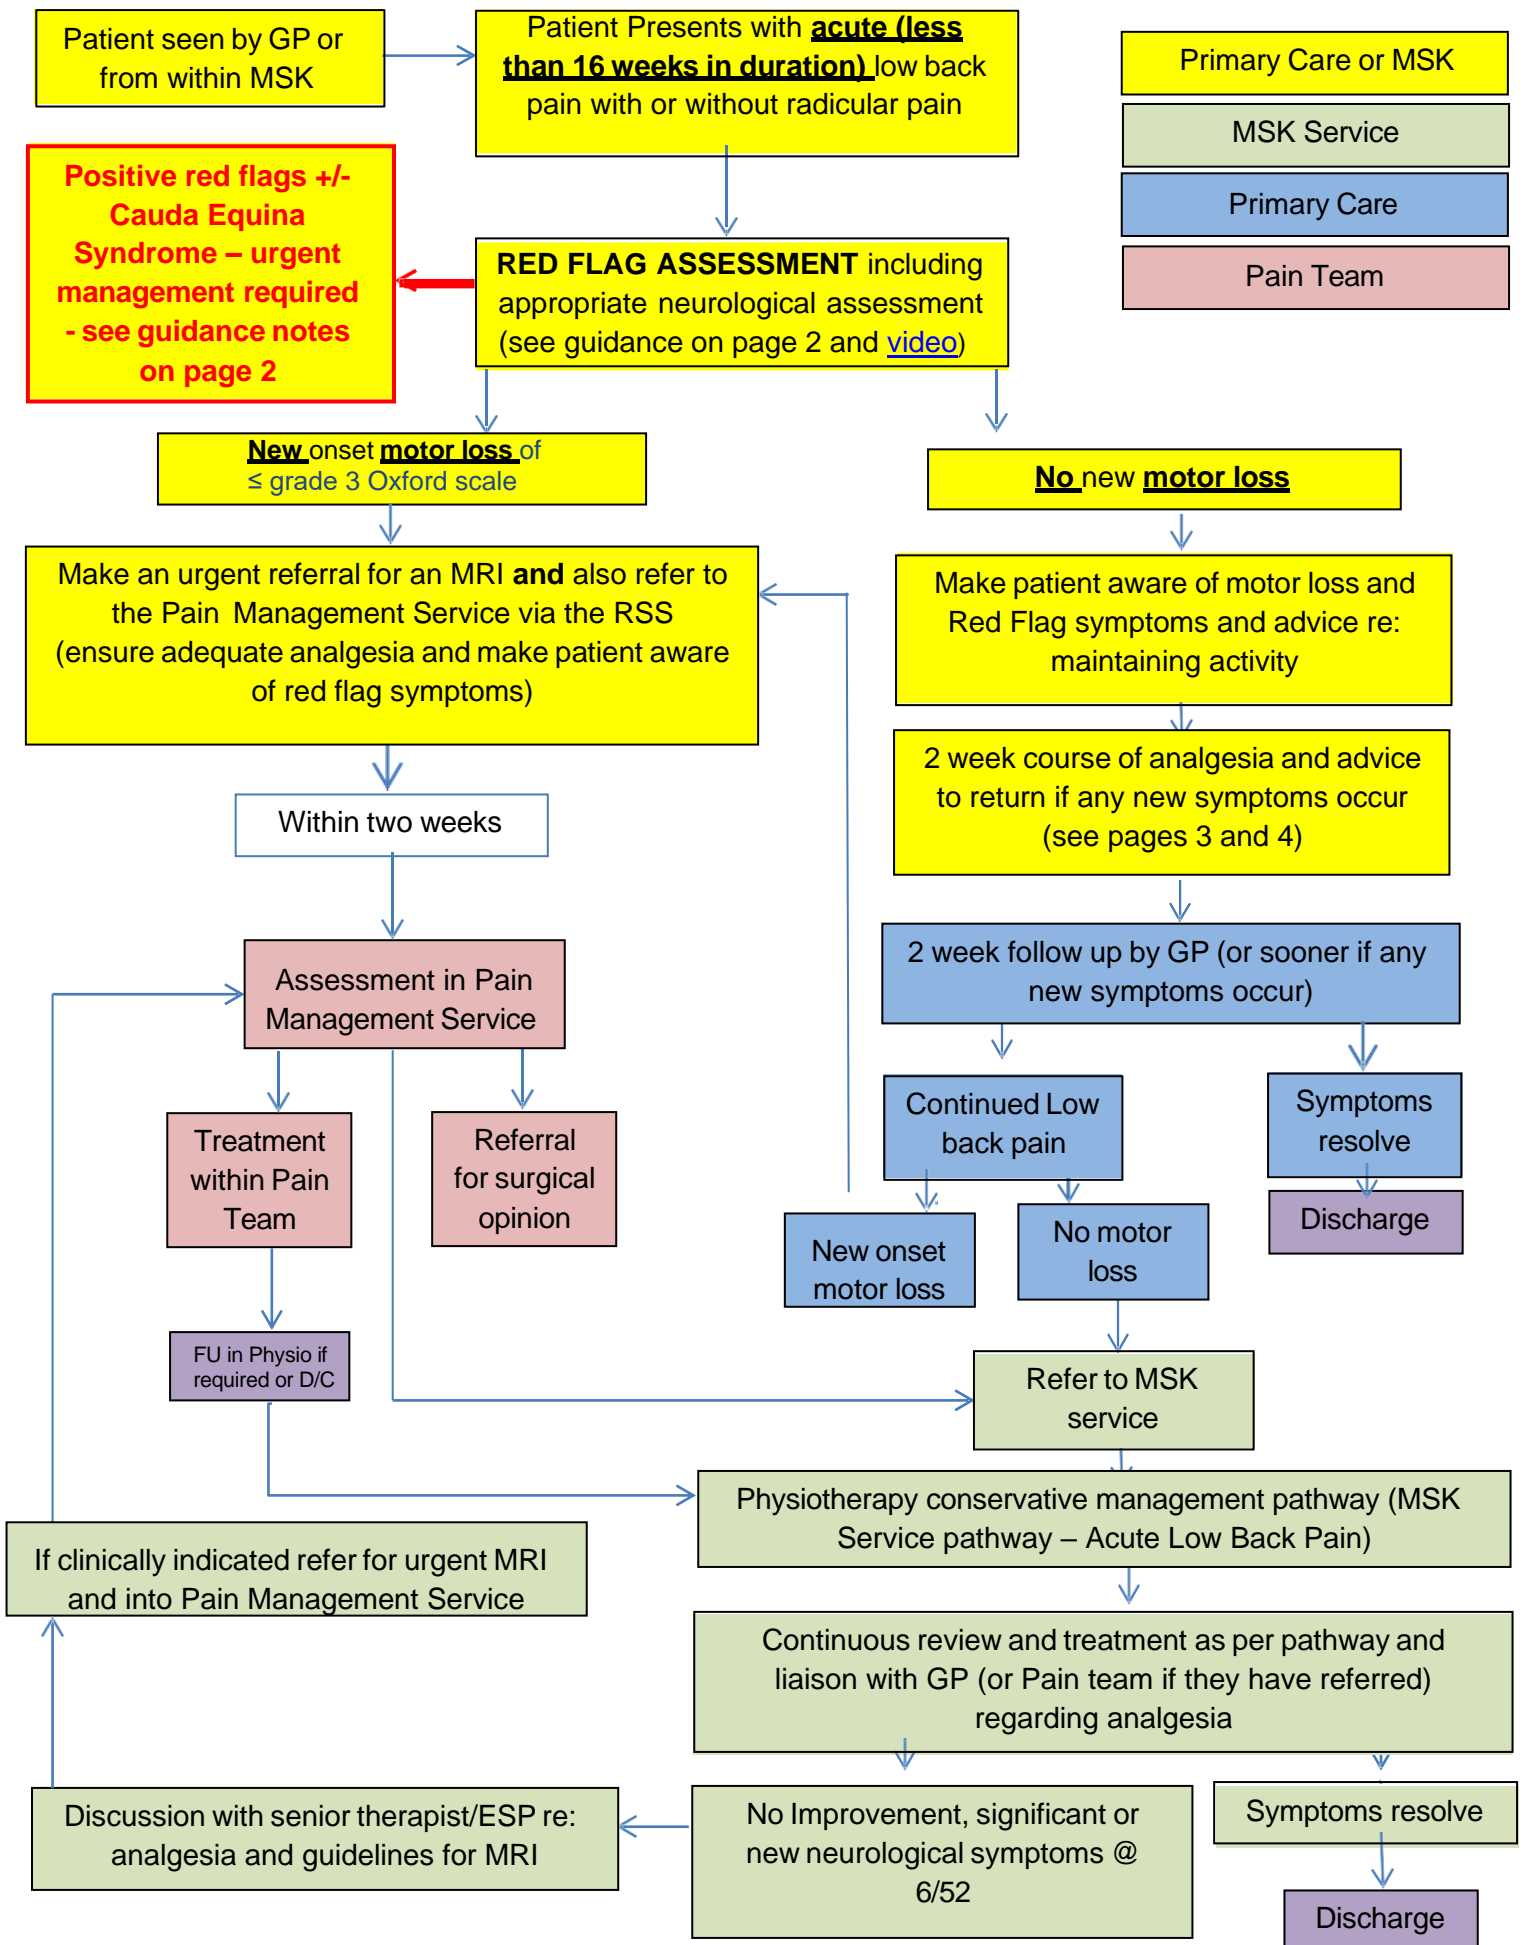 Patient seen by GP or
from within MSK
Patient Presents with acute (less
than 16 weeks in duration) low back
pain with or without radicular pain
Primary Care or MSK
MSK Service
Primary Care
Pain Team
Positive red flags +/-
Cauda Equina
Syndrome – urgent
management required
- see guidance notes
on page 2
RED FLAG ASSESSMENT including
appropriate neurological assessment
(see guidance on page 2 and video)
New onset motor loss of
≤ grade 3 Oxford scale
No new motor loss
Make an urgent referral for an MRI and also refer to
the Pain Management Service via the RSS
(ensure adequate analgesia and make patient aware
of red flag symptoms)
Make patient aware of motor loss and
Red Flag symptoms and advice re:
maintaining activity
2 week course of analgesia and advice
to return if any new symptoms occur
(see pages 3 and 4)
Within two weeks
2 week follow up by GP (or sooner if any
new symptoms occur)
Assessment in Pain
Management Service
Continued Low
back pain
Symptoms
resolve
Treatment
within Pain
Team
Referral
for surgical
opinion
Discharge
New onset
motor loss
No motor
loss
FU in Physio if
required or D/C
Refer to MSK
service
Physiotherapy conservative management pathway (MSK
Service pathway – Acute Low Back Pain)
If clinically indicated refer for urgent MRI
and into Pain Management Service
Continuous review and treatment as per pathway and
liaison with GP (or Pain team if they have referred)
regarding analgesia
Discussion with senior therapist/ESP re:
analgesia and guidelines for MRI
No Improvement, significant or
new neurological symptoms @
6/52
Symptoms resolve
Discharge